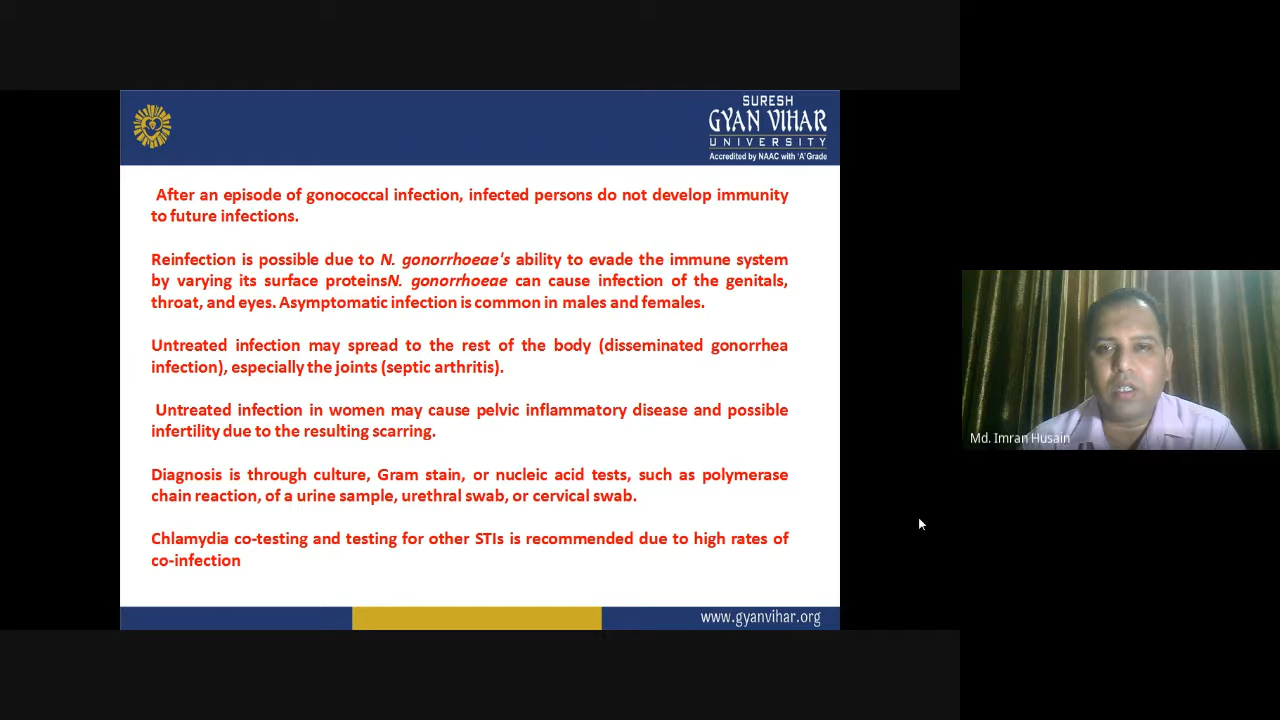 SURESH
GYAN VIHAR
UNIVERSITY
Accredited by NAAC with 'A' Grade
After an episode of gonococcal infection, infected persons do not develop immunity
to future infections.
Reinfection is possible due to N. gonorrhoeae's ability to evade the immune system
by varying its surface proteinsN. gonorrhoeae can cause infection of the genitals,
throat, and eyes. Asymptomatic infection is common in males and females.
Untreated infection may spread to the rest of the body (disseminated gonorrhea
infection), especially the joints (septic arthritis).
Untreated infection in women may cause pelvic inflammatory disease and possible
infertility due to the resulting scarring.
Diagnosis is through culture, Gram stain, or nucleic acid tests, such as polymerase
chain reaction, of a urine sample, urethral swab, or cervical swab.
Chlamydia co-testing and testing for other STIs is recommended due to high rates of
co-infection
www.gyanvihar.org
Md. Imran Husain